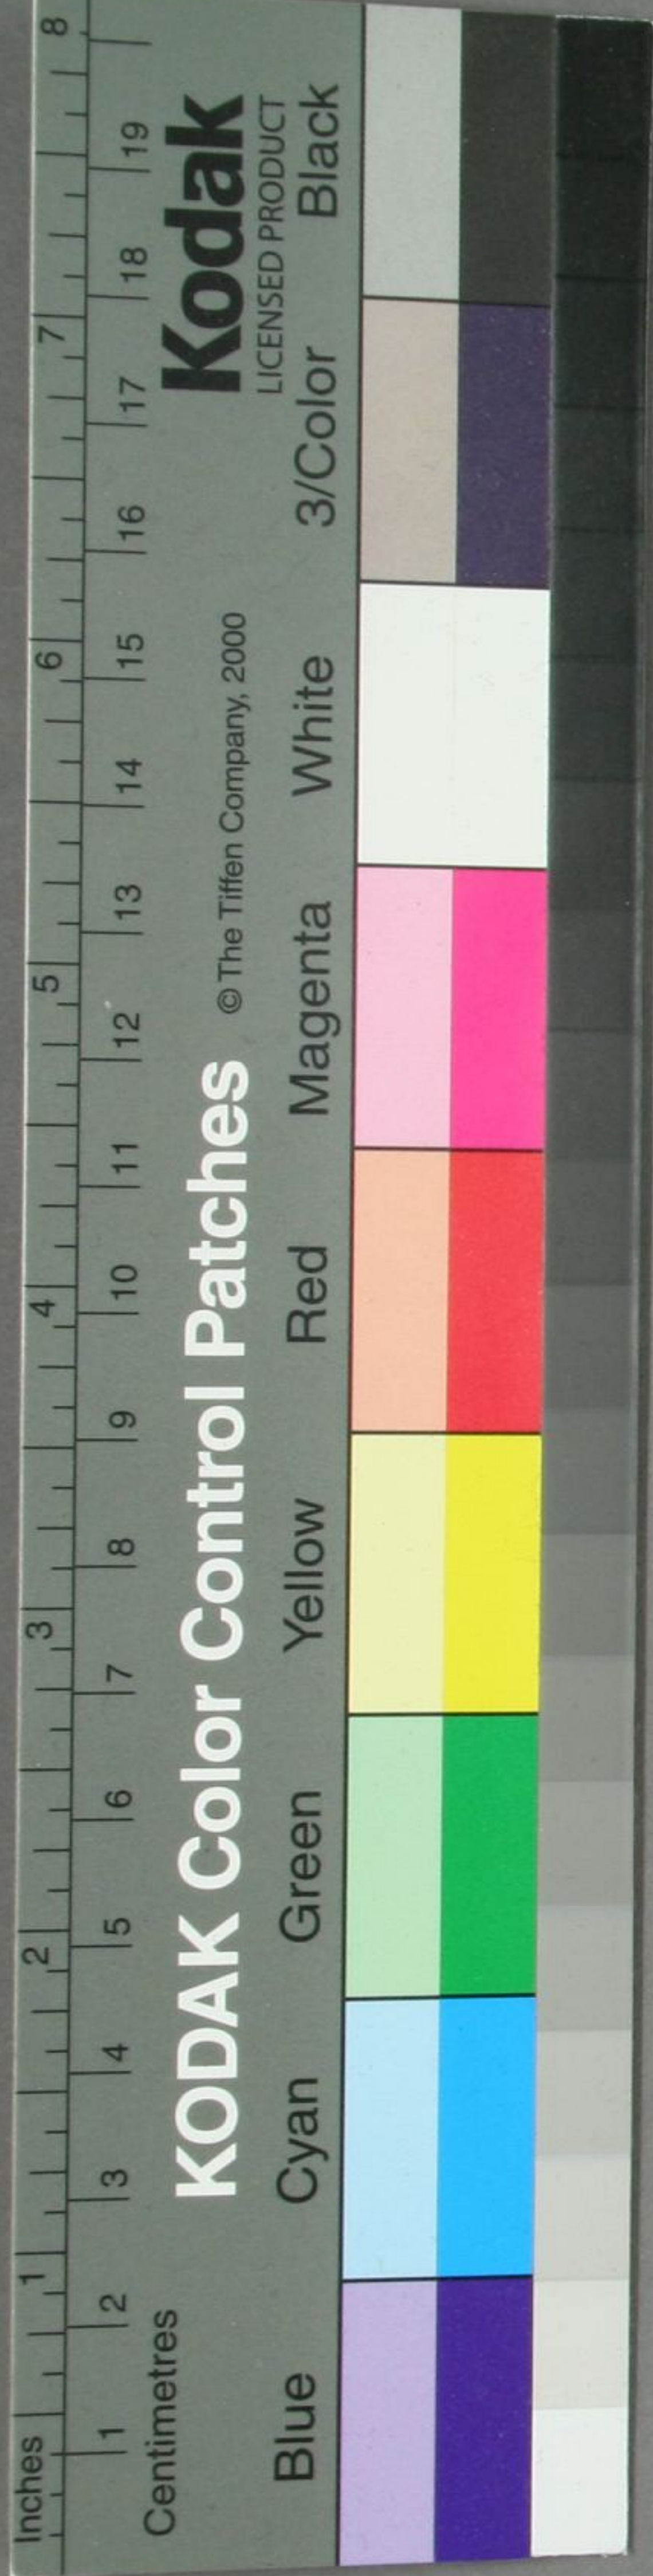 Inches 1 2 3 4 5 6 7 8
Centimetres 1 2 3 4 5 6 7 8 9 10 11 12 13 14 15 16 17 18 19
KODAK Color Control Patches © The Tiffen Company, 2000 Kodak
LICENSED PRODUCT
Blue Cyan Green Yellow Red Magenta White 3/Color Black